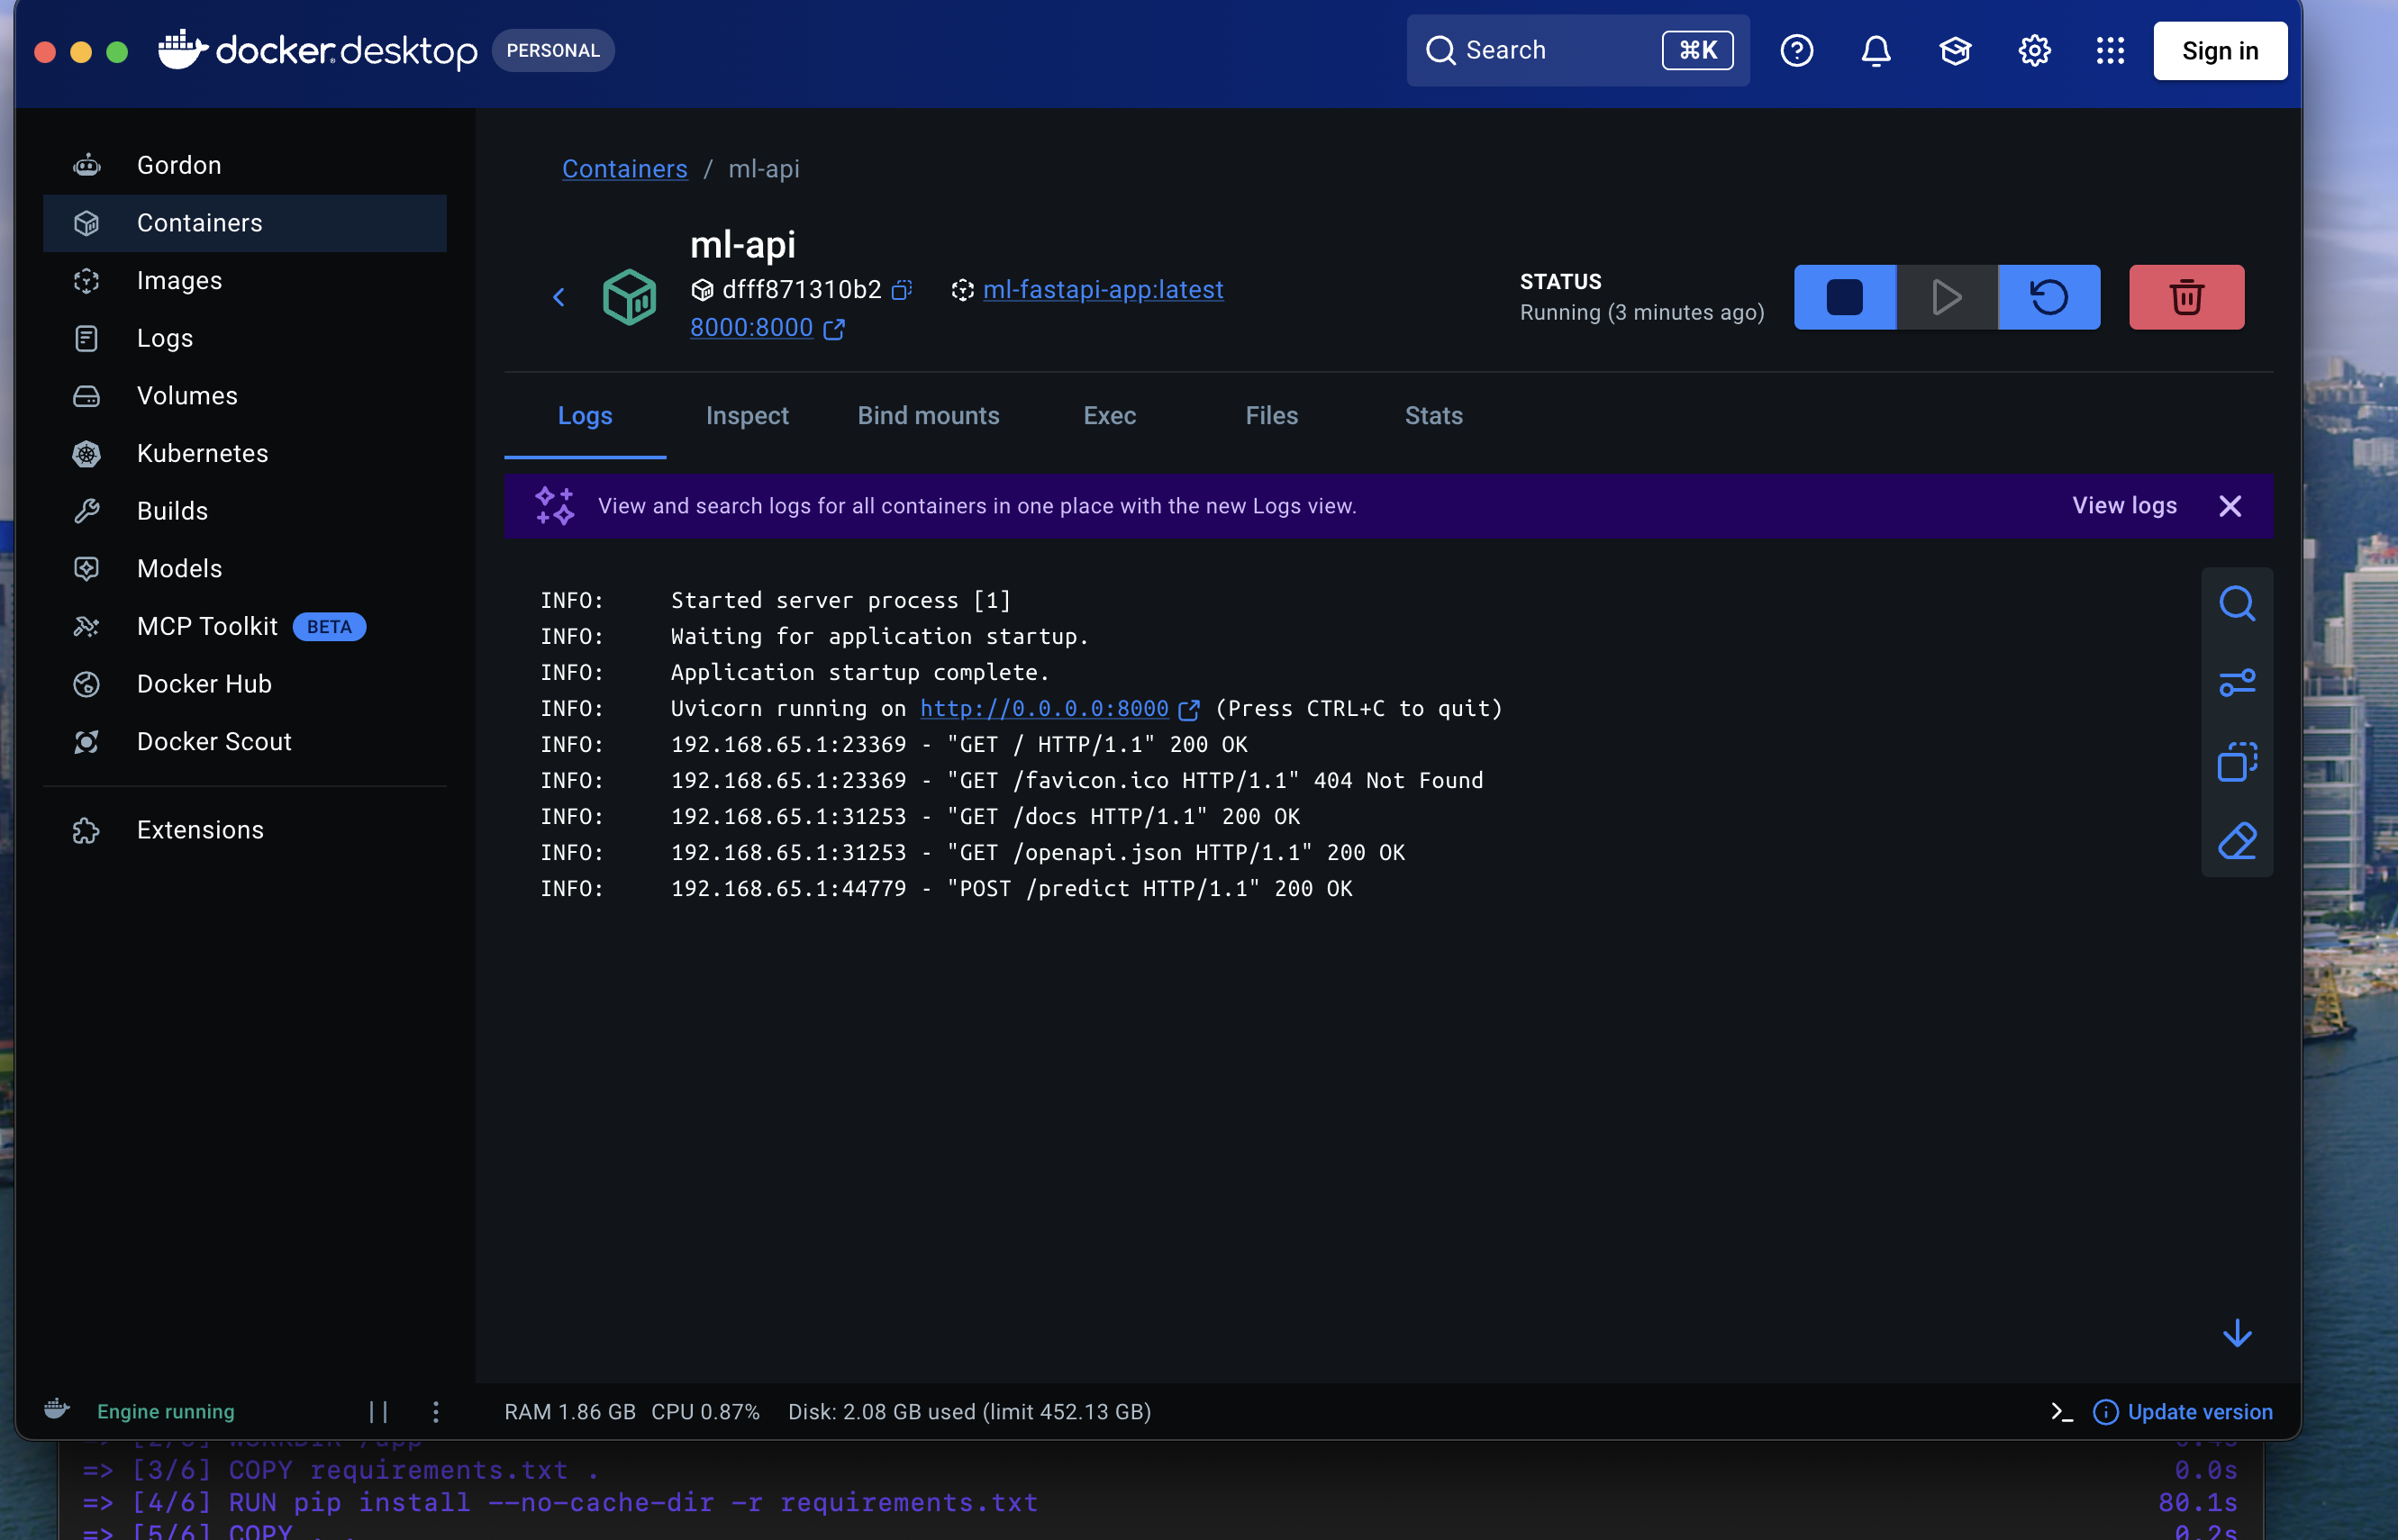 docker desktop PERSONAL Search ⌘K Sign in
Gordon
Containers
Images
Logs
Volumes
Kubernetes
Builds
Models
MCP Toolkit BETA
Docker Hub
Docker Scout
Extensions
Containers / ml-api
ml-api
dfff871310b2 ml-fastapi-app:latest
8000:8000
STATUS
Running (3 minutes ago)
Logs Inspect Bind mounts Exec Files Stats
View and search logs for all containers in one place with the new Logs view. View logs
INFO: Started server process [1]
INFO: Waiting for application startup.
INFO: Application startup complete.
INFO: Uvicorn running on http://0.0.0.0:8000 (Press CTRL+C to quit)
INFO: 192.168.65.1:23369 - "GET / HTTP/1.1" 200 OK
INFO: 192.168.65.1:23369 - "GET /favicon.ico HTTP/1.1" 404 Not Found
INFO: 192.168.65.1:31253 - "GET /docs HTTP/1.1" 200 OK
INFO: 192.168.65.1:31253 - "GET /openapi.json HTTP/1.1" 200 OK
INFO: 192.168.65.1:44779 - "POST /predict HTTP/1.1" 200 OK
Engine running RAM 1.86 GB CPU 0.87% Disk: 2.08 GB used (limit 452.13 GB) Update version
=> [3/6] COPY requirements.txt . 0.0s
=> [4/6] RUN pip install --no-cache-dir -r requirements.txt 80.1s
=> [5/6] COPY . . 0.2s